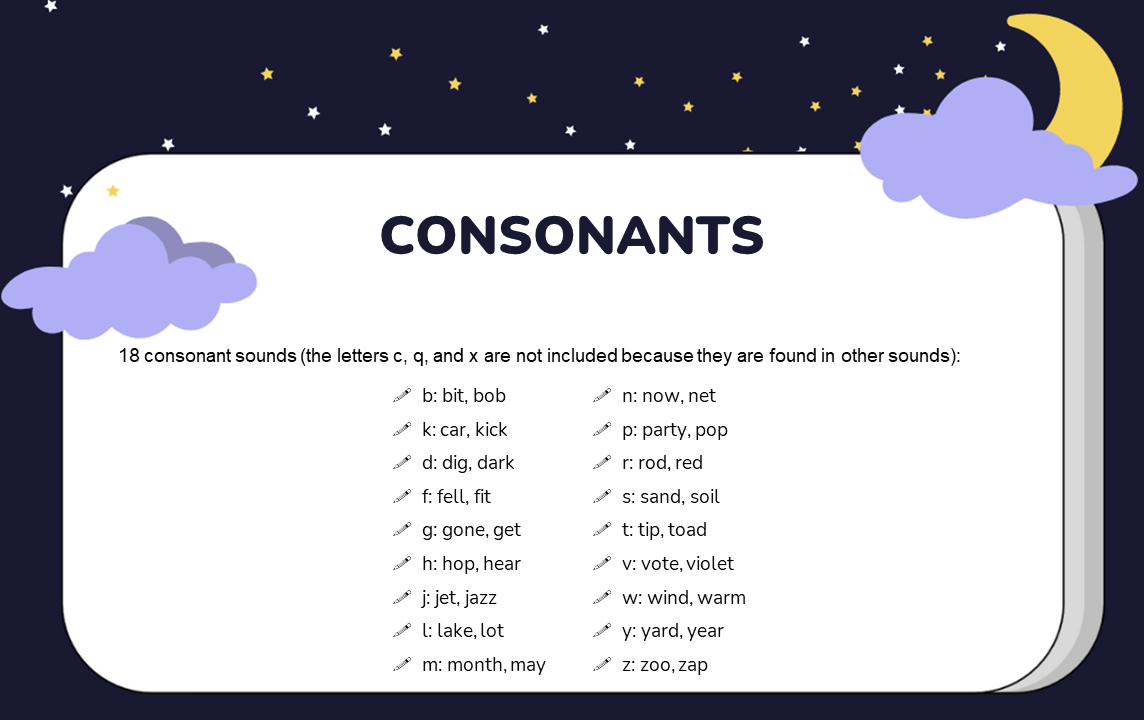 CONSONANTS
18 consonant sounds (the letters c, q, and x are not included because they are found in other sounds):
b: bit, bob
k: car, kick
d: dig, dark
f: fell, fit
g: gone, get
h: hop, hear
j: jet, jazz
l: lake, lot
m: month, may
n: now, net
p: party, pop
r: rod, red
s: sand, soil
t: tip, toad
v: vote, violet
w: wind, warm
y: yard, year
z: zoo, zap